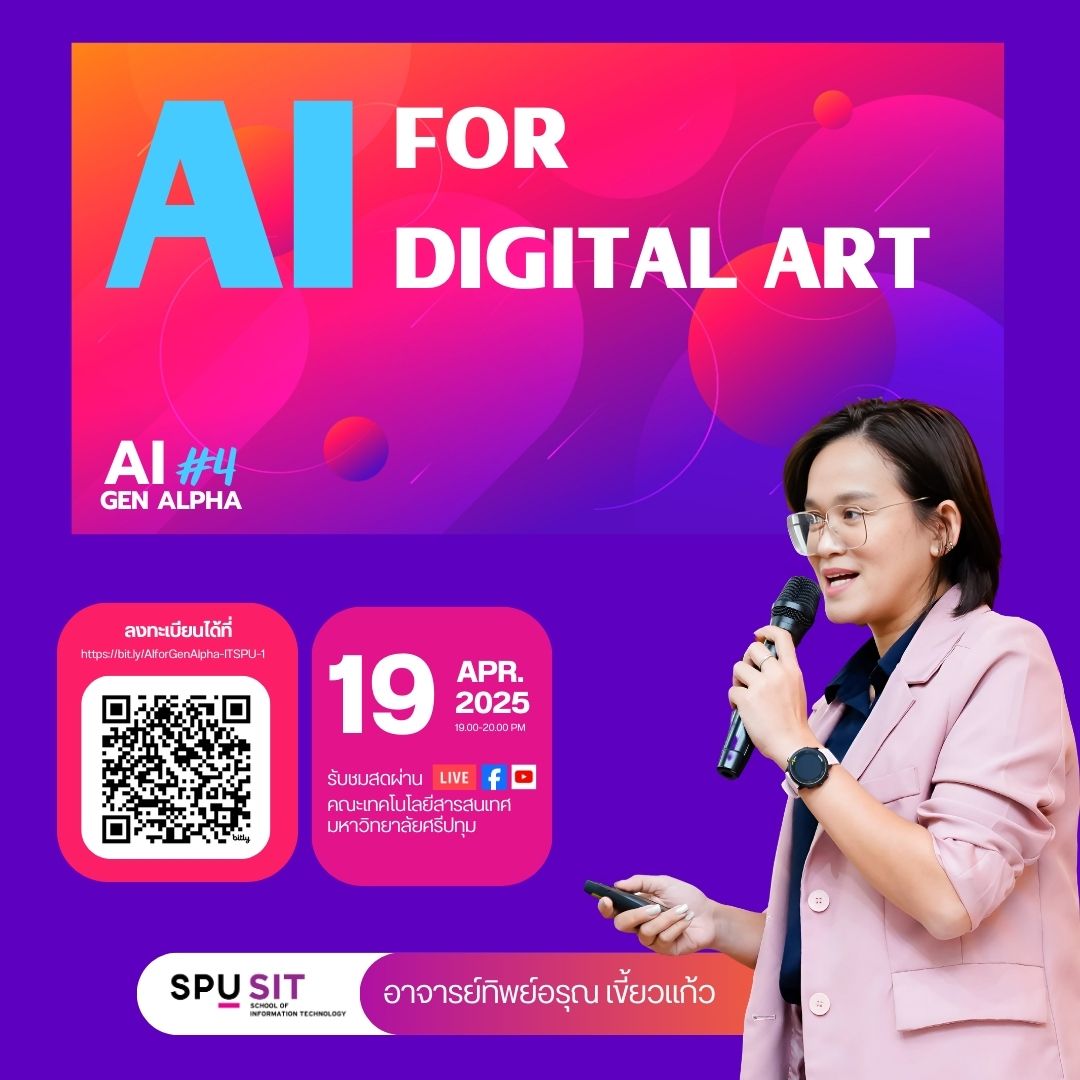 AI FOR
DIGITAL ART
AI #4
GEN ALPHA
ลงทะเบียนได้ที่
https://bit.ly/AIforGenAlpha-ITSPU-1
bitly
19 APR.
2025
19.00-20.00 PM
รับชมสดผ่าน LIVE
คณะเทคโนโลยีสารสนเทศ
มหาวิทยาลัยศรีปทุม
SPU SIT
SCHOOL OF
INFORMATION TECHNOLOGY
อาจารย์ทิพย์อรุณ เขี้ยวแก้ว